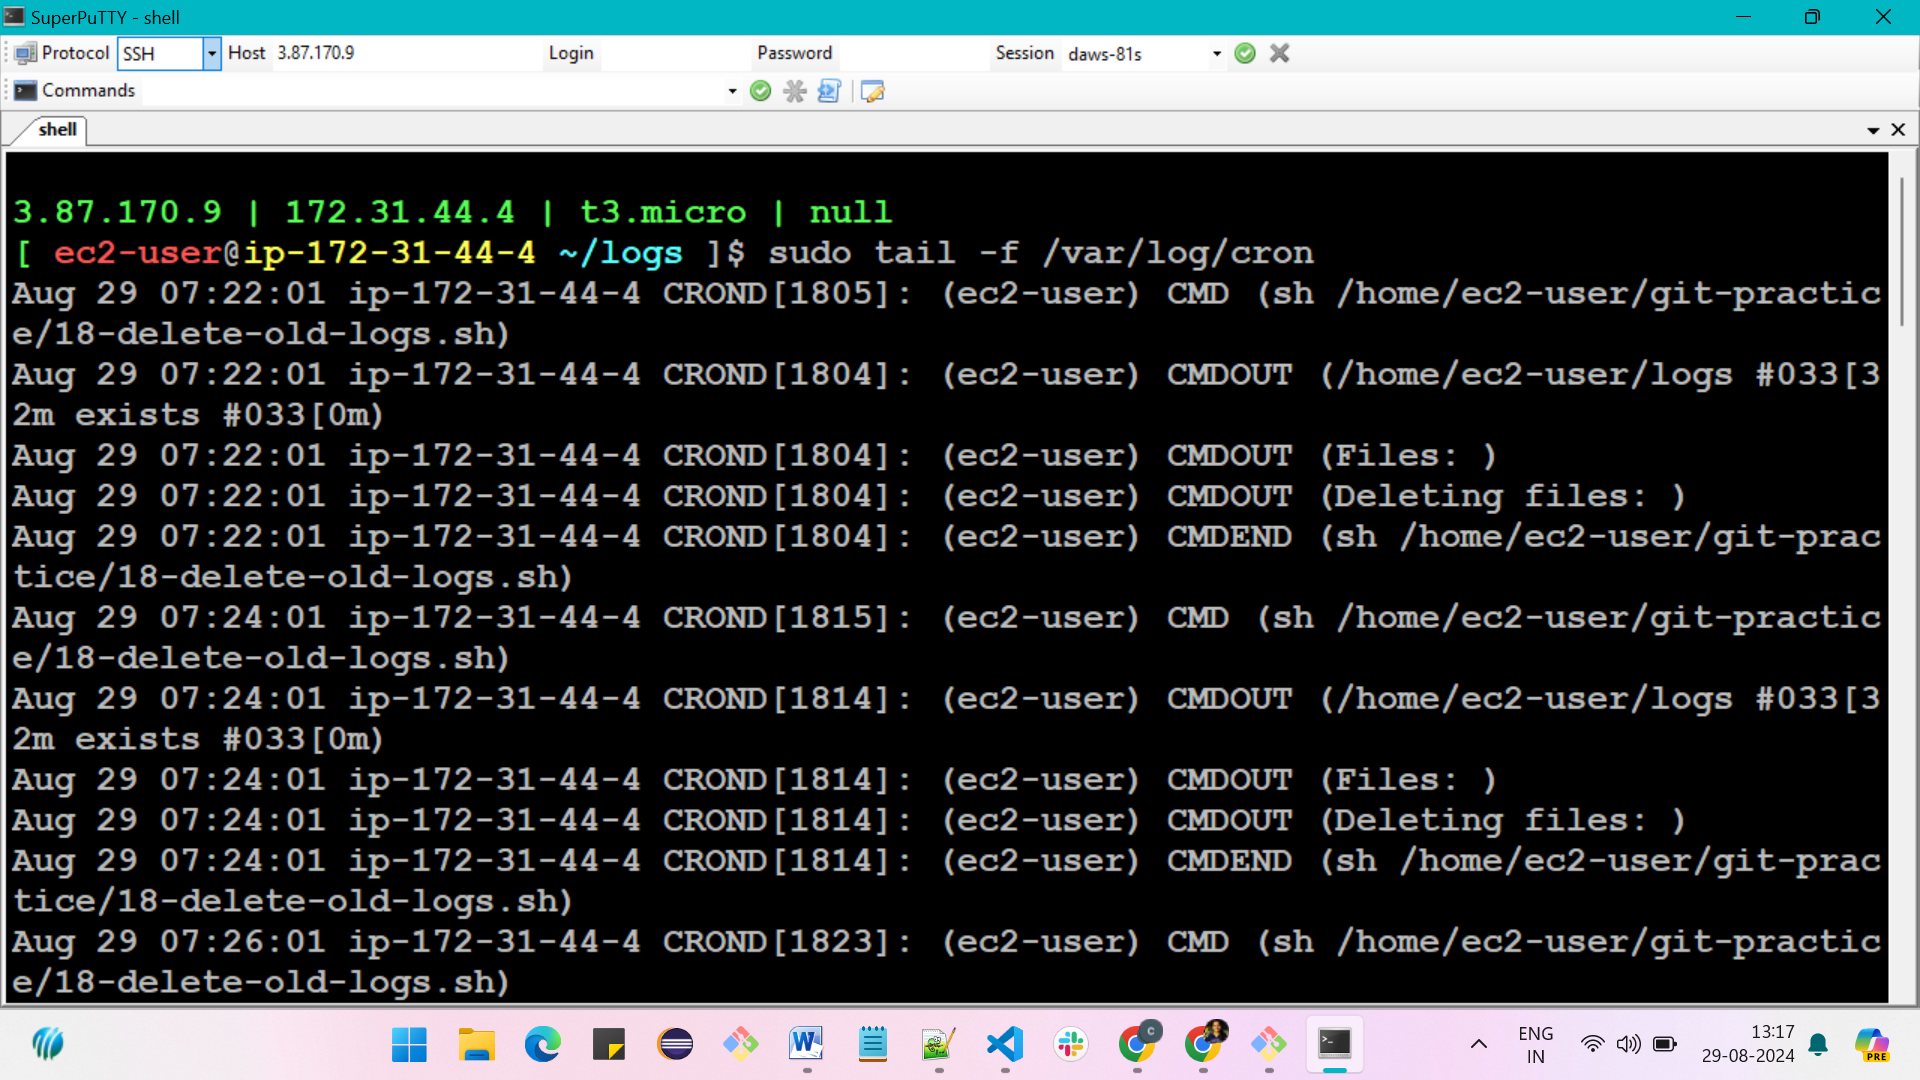 SuperPuTTY - shell
Protocol SSH Host 3.87.170.9 Login Password Session daws-81s
Commands
shell
3.87.170.9 | 172.31.44.4 | t3.micro | null
[ ec2-user@ip-172-31-44-4 ~/logs ]$ sudo tail -f /var/log/cron
Aug 29 07:22:01 ip-172-31-44-4 CROND[1805]: (ec2-user) CMD (sh /home/ec2-user/git-practic
e/18-delete-old-logs.sh)
Aug 29 07:22:01 ip-172-31-44-4 CROND[1804]: (ec2-user) CMDOUT (/home/ec2-user/logs #033[3
2m exists #033[0m)
Aug 29 07:22:01 ip-172-31-44-4 CROND[1804]: (ec2-user) CMDOUT (Files: )
Aug 29 07:22:01 ip-172-31-44-4 CROND[1804]: (ec2-user) CMDOUT (Deleting files: )
Aug 29 07:22:01 ip-172-31-44-4 CROND[1804]: (ec2-user) CMDEND (sh /home/ec2-user/git-prac
tice/18-delete-old-logs.sh)
Aug 29 07:24:01 ip-172-31-44-4 CROND[1815]: (ec2-user) CMD (sh /home/ec2-user/git-practic
e/18-delete-old-logs.sh)
Aug 29 07:24:01 ip-172-31-44-4 CROND[1814]: (ec2-user) CMDOUT (/home/ec2-user/logs #033[3
2m exists #033[0m)
Aug 29 07:24:01 ip-172-31-44-4 CROND[1814]: (ec2-user) CMDOUT (Files: )
Aug 29 07:24:01 ip-172-31-44-4 CROND[1814]: (ec2-user) CMDOUT (Deleting files: )
Aug 29 07:24:01 ip-172-31-44-4 CROND[1814]: (ec2-user) CMDEND (sh /home/ec2-user/git-prac
tice/18-delete-old-logs.sh)
Aug 29 07:26:01 ip-172-31-44-4 CROND[1823]: (ec2-user) CMD (sh /home/ec2-user/git-practic
e/18-delete-old-logs.sh)
ENG 13:17
IN 29-08-2024
PRE